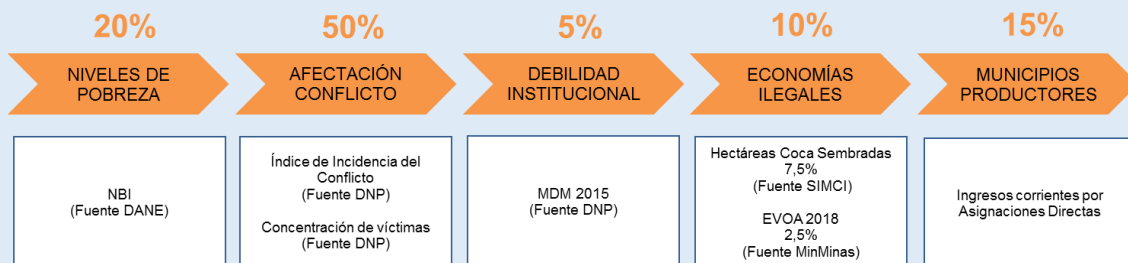 20%
50%
5%
10%
15%
NIVELES DE
POBREZA
AFECTACIÓN
CONFLICTO
DEBILIDAD
INSTITUCIONAL
ECONOMÍAS
ILEGALES
MUNICIPIOS
PRODUCTORES
NBI
(Fuente DANE)
Índice de Incidencia del
Conflicto
(Fuente DNP)
Concentración de víctimas
(Fuente DNP)
MDM 2015
(Fuente DNP)
Hectáreas Coca Sembradas
7,5%
(Fuente SIMCI)
EVOA 2018
2,5%
(Fuente MinMinas)
Ingresos corrientes por
Asignaciones Directas